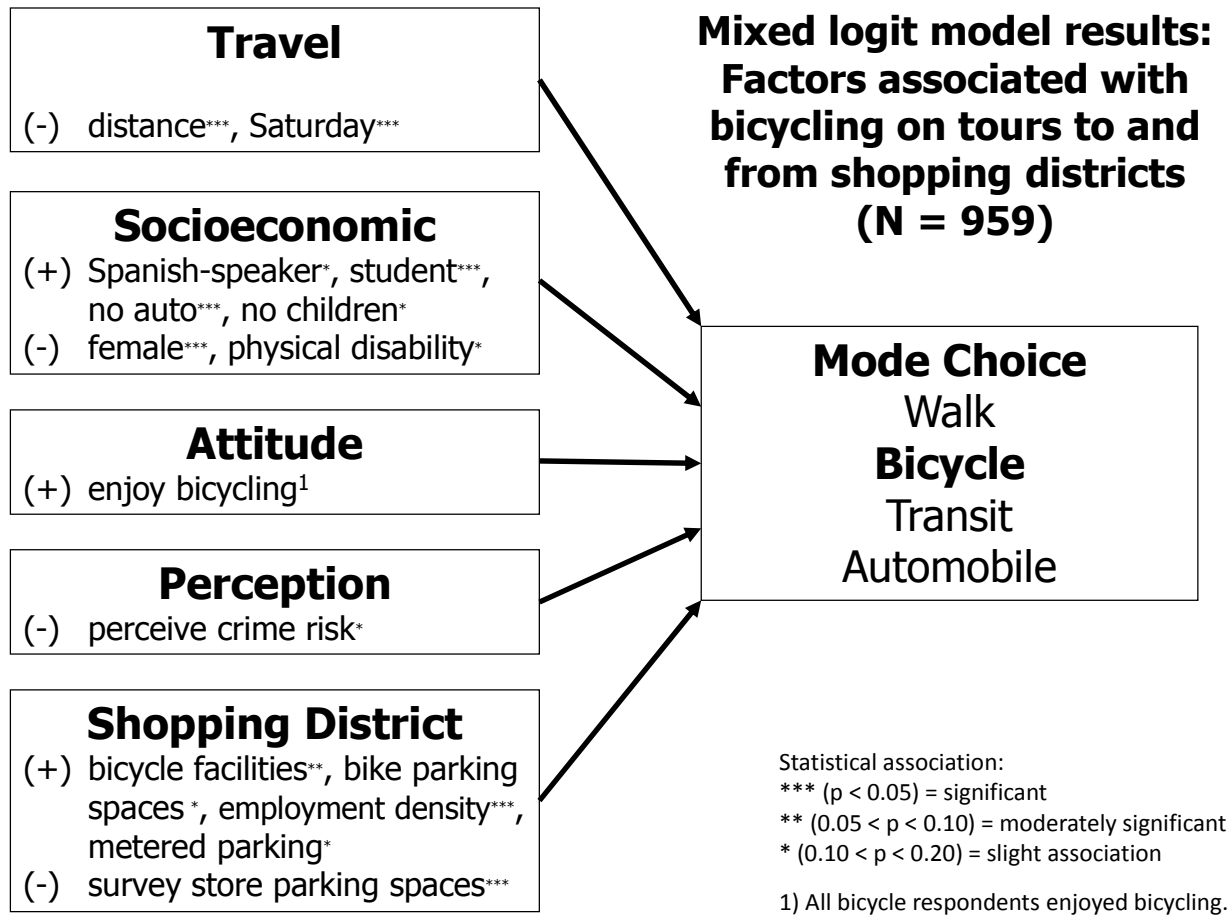 Travel
(-) distance***, Saturday***
Socioeconomic
(+) Spanish-speaker*, student***,
no auto***, no children*
(-) female***, physical disability*
Attitude
(+) enjoy bicycling1
Perception
(-) perceive crime risk*
Shopping District
(+) bicycle facilities**, bike parking
spaces *, employment density***,
metered parking*
(-) survey store parking spaces***
Mixed logit model results:
Factors associated with
bicycling on tours to and
from shopping districts
(N = 959)
Mode Choice
Walk
Bicycle
Transit
Automobile
Statistical association:
*** (p < 0.05) = significant
** (0.05 < p < 0.10) = moderately significant
* (0.10 < p < 0.20) = slight association
1) All bicycle respondents enjoyed bicycling.